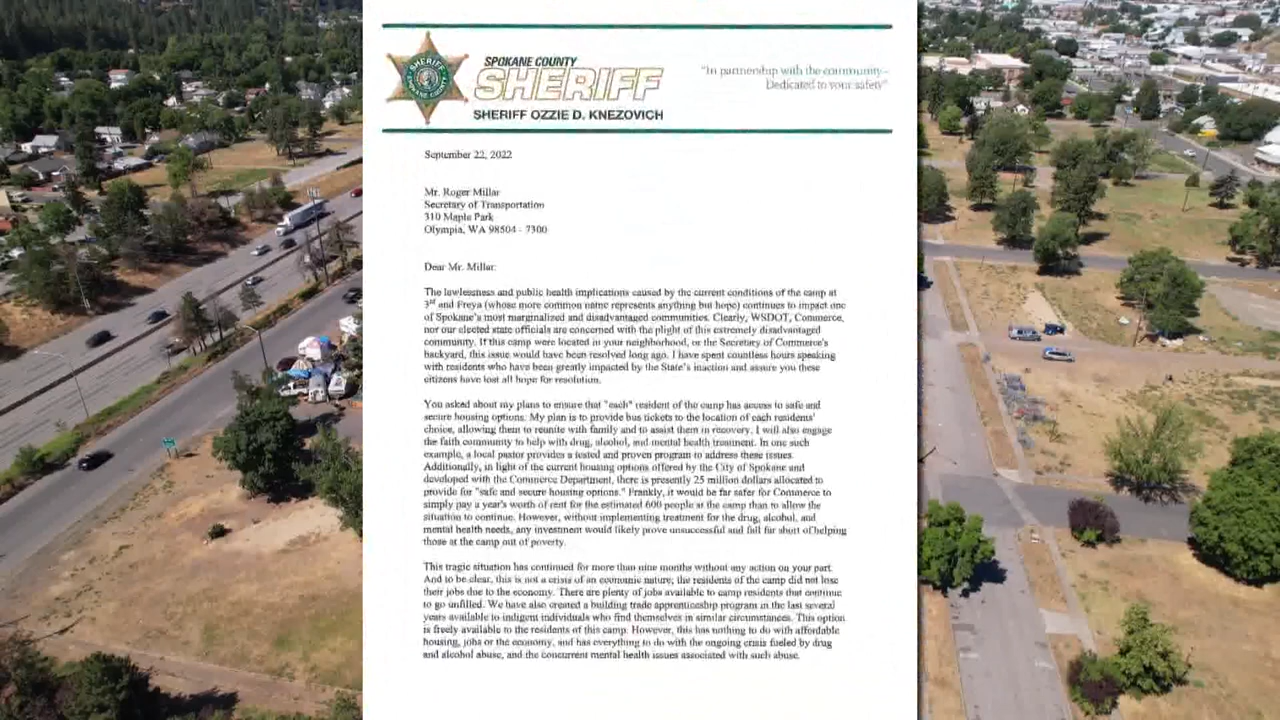 SPOKANE COUNTY
SHERIFF
SHERIFF OZZIE D. KNEZOVICH
"In partnership with the community–
Dedicated to your safety"
September 22, 2022
Mr. Roger Millar
Secretary of Transportation
310 Maple Park
Olympia, WA 98504 - 7300
Dear Mr. Millar:
The lawlessness and public health implications caused by the current conditions of the camp at
3rd and Freya (whose more common name represents anything but hope) continues to impact one
of Spokane's most marginalized and disadvantaged communities. Clearly, WSDOT, Commerce,
nor our elected state officials are concerned with the plight of this extremely disadvantaged
community. If this camp were located in your neighborhood, or the Secretary of Commerce's
backyard, this issue would have been resolved long ago. I have spent countless hours speaking
with residents who have been greatly impacted by the State's inaction and assure you these
citizens have lost all hope for resolution.
You asked about my plans to ensure that "each" resident of the camp has access to safe and
secure housing options. My plan is to provide bus tickets to the location of each residents'
choice, allowing them to reunite with family and to assist them in recovery. I will also engage
the faith community to help with drug, alcohol, and mental health treatment. In one such
example, a local pastor provides a tested and proven program to address these issues.
Additionally, in light of the current housing options offered by the City of Spokane and
developed with the Commerce Department, there is presently 25 million dollars allocated to
provide for "safe and secure housing options." Frankly, it would be far safer for Commerce to
simply pay a year's worth of rent for the estimated 600 people at the camp than to allow the
situation to continue. However, without implementing treatment for the drug, alcohol, and
mental health needs, any investment would likely prove unsuccessful and fall far short of helping
those at the camp out of poverty.
This tragic situation has continued for more than nine months without any action on your part.
And to be clear, this is not a crisis of an economic nature; the residents of the camp did not lose
their jobs due to the economy. There are plenty of jobs available to camp residents that continue
to go unfilled. We have also created a building trade apprenticeship program in the last several
years available to indigent individuals who find themselves in similar circumstances. This option
is freely available to the residents of this camp. However, this has nothing to do with affordable
housing, jobs or the economy, and has everything to do with the ongoing crisis fueled by drug
and alcohol abuse, and the concurrent mental health issues associated with such abuse.